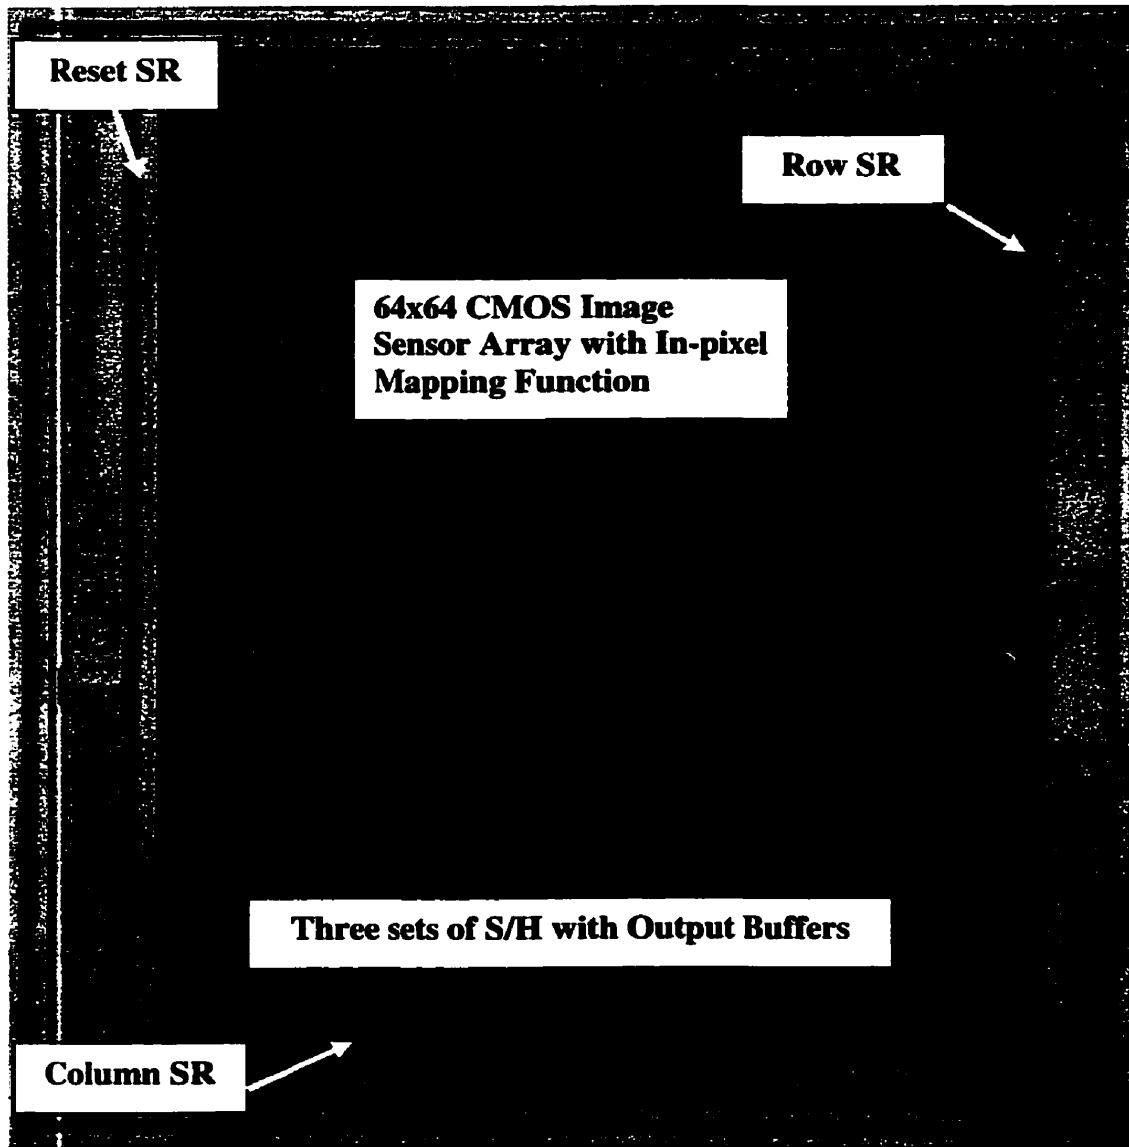 Reset SR
Row SR
64x64 CMOS Image
Sensor Array with In-pixel
Mapping Function
Three sets of S/H with Output Buffers
Column SR